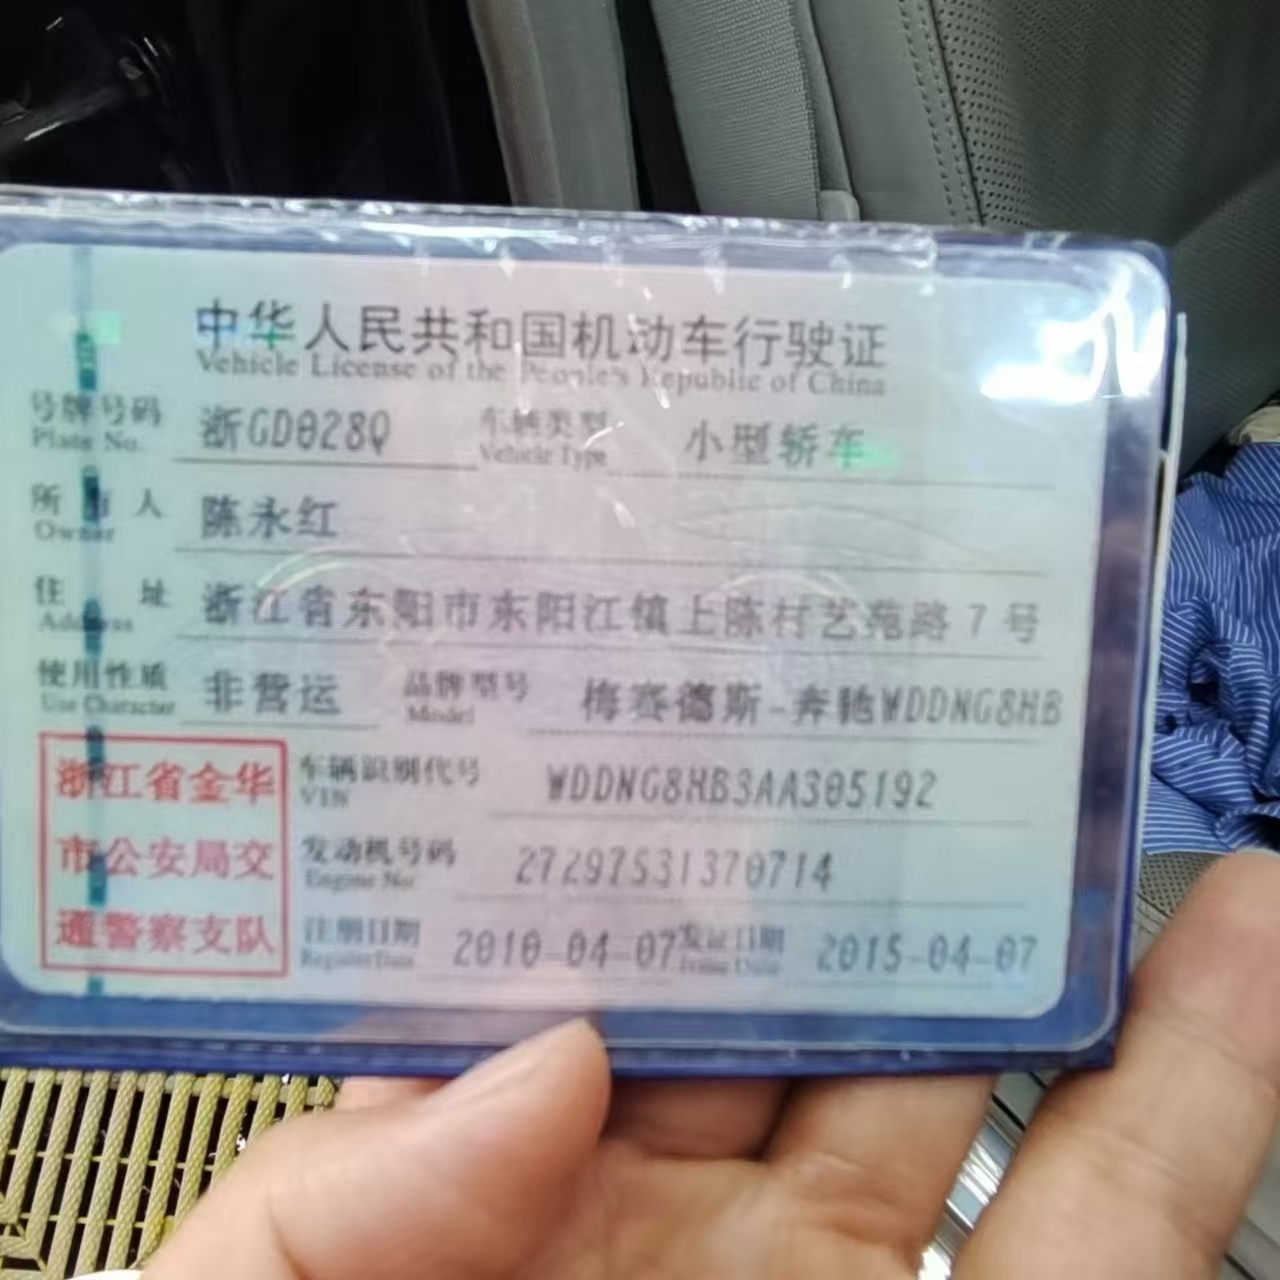 中华人民共和国机动车行驶证
Vehicle License of the People's Republic of China
号牌号码 浙GD028Q 车辆类型 小型轿车
Plate No. Vehicle Type
所有人 陈永红
Owner
住址 浙江省东阳市东阳江镇上陈村艺苑路7号
Address
使用性质 非营运 品牌型号 梅赛德斯-奔驰WDDNG8HB
Use Character Model
浙江省金华
市公安局交
通警察支队
车辆识别代号 WDDNG8HB3AA305192
VIN
发动机号码 27297531370714
Engine No.
注册日期 2010-04-07 发证日期 2015-04-07
Register Date Issue Date